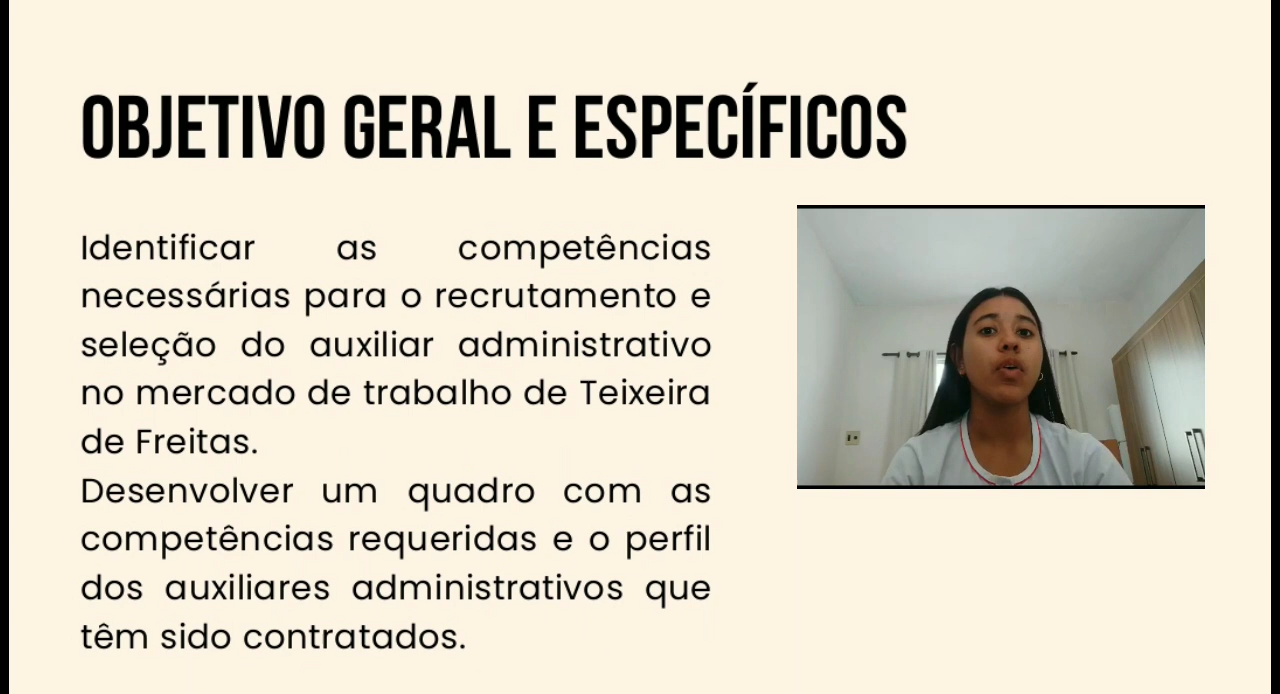 OBJETIVO GERAL E ESPECÍFICOS
Identificar as competências
necessárias para o recrutamento e
seleção do auxiliar administrativo
no mercado de trabalho de Teixeira
de Freitas.
Desenvolver um quadro com as
competências requeridas e o perfil
dos auxiliares administrativos que
têm sido contratados.